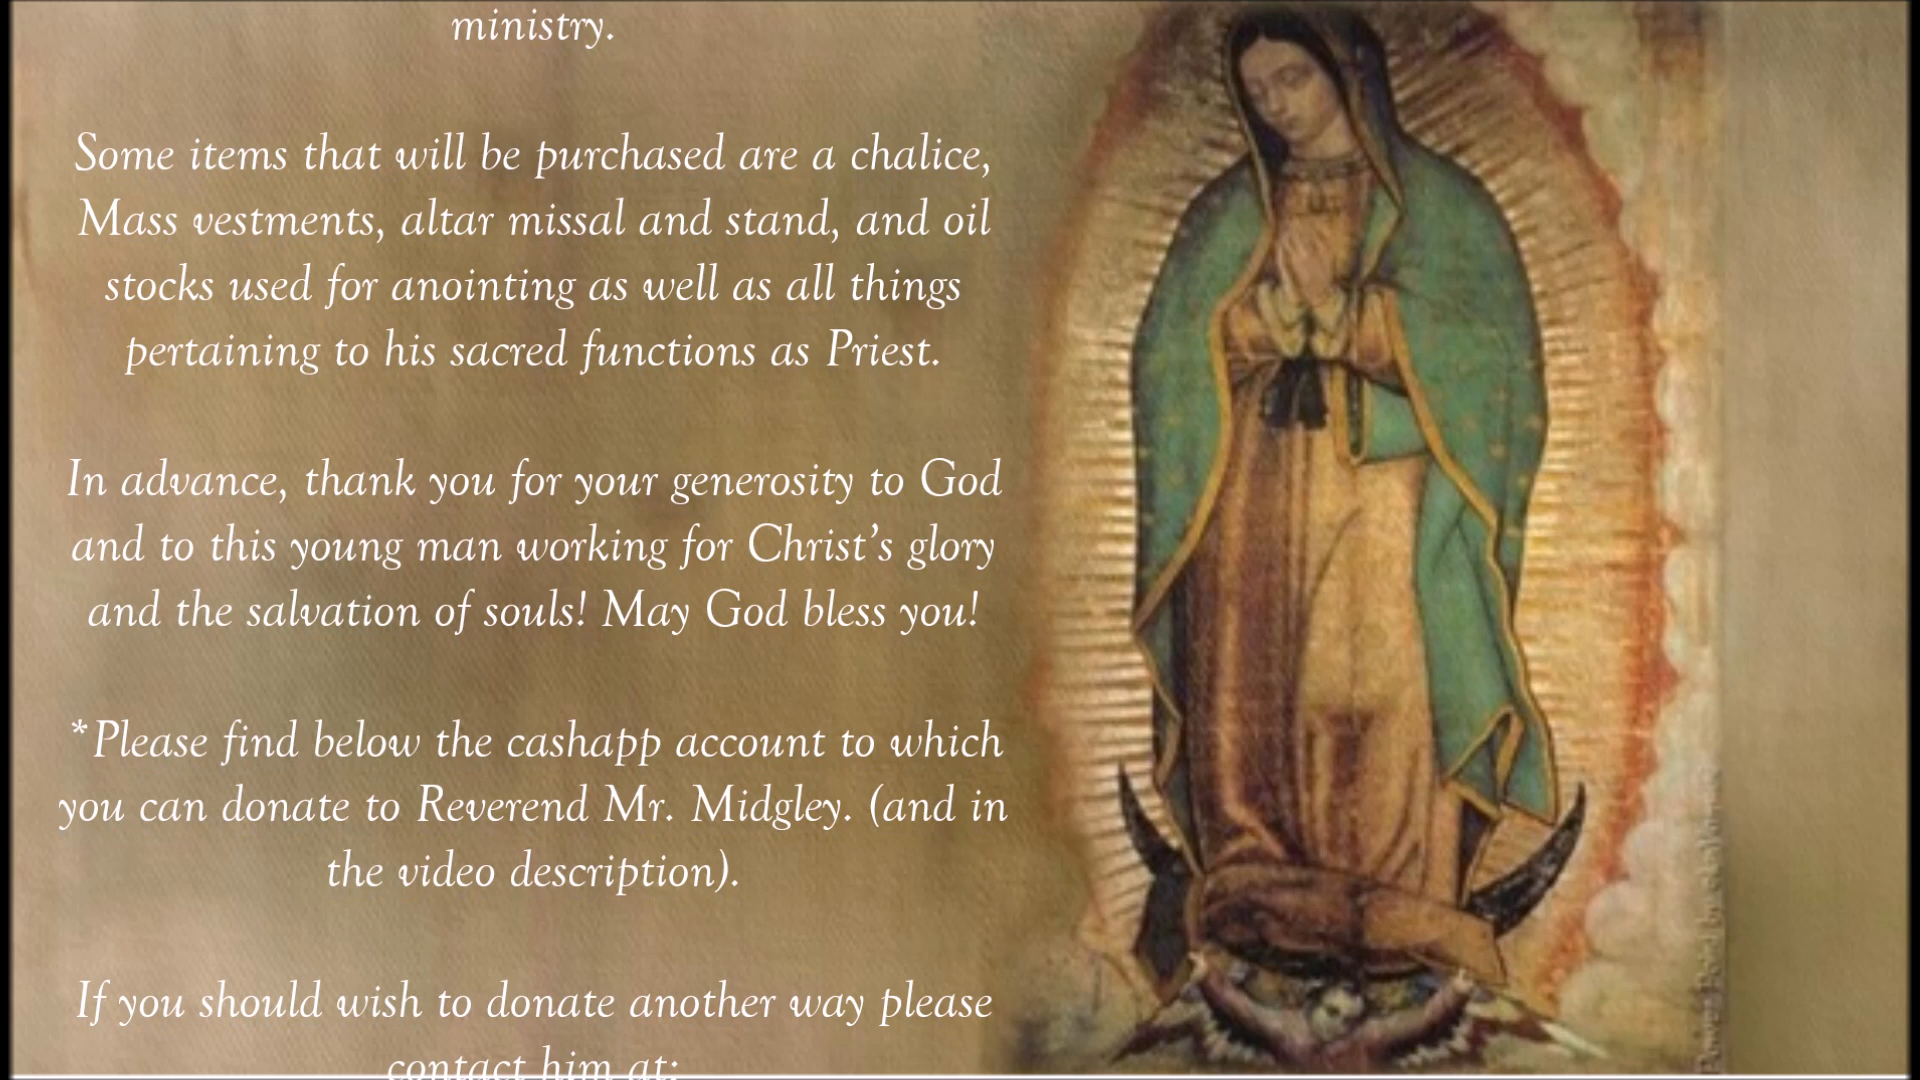 ministry.
Some items that will be purchased are a chalice,
Mass vestments, altar missal and stand, and oil
stocks used for anointing as well as all things
pertaining to his sacred functions as Priest.
In advance, thank you for your generosity to God
and to this young man working for Christ's glory
and the salvation of souls! May God bless you!
*Please find below the cashapp account to which
you can donate to Reverend Mr. Midgley. (and in
the video description).
If you should wish to donate another way please
contact him at: